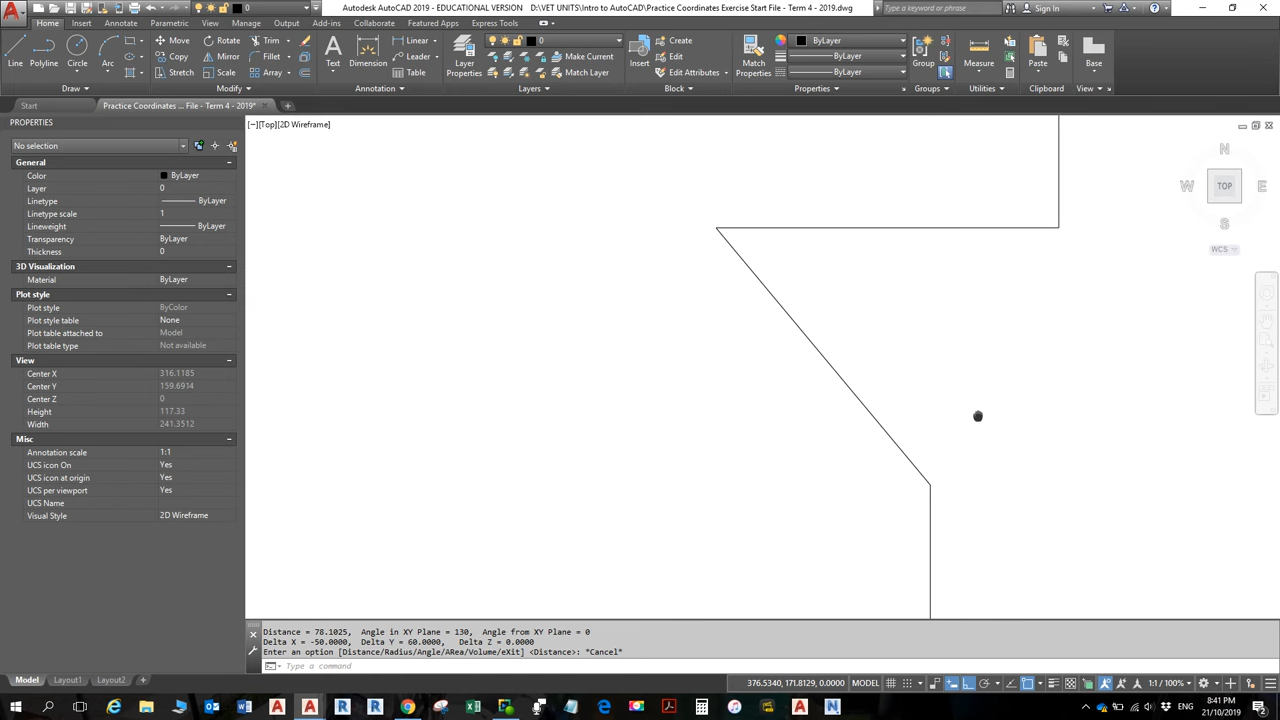 Autodesk AutoCAD 2019 - EDUCATIONAL VERSION    D:\VET UNITS\Intro to AutoCAD\Practice Coordinates Exercise Start File - Term 4 - 2019.dwg
Type a keyword or phrase
Sign In
Home Insert Annotate Parametric View Manage Output Add-ins Collaborate Featured Apps Express Tools
Line Polyline Circle Arc
Move Rotate Trim
Copy Mirror Fillet
Stretch Scale Array
Text Dimension
Linear
Leader
Table
Layer Properties
0
Make Current
Match Layer
Insert
Create
Edit
Edit Attributes
Match Properties
ByLayer
ByLayer
ByLayer
Group
Measure
Paste
Base
Draw Modify Annotation Layers Block Properties Groups Utilities Clipboard View
Start
Practice Coordinates ... File - Term 4 - 2019*
PROPERTIES
No selection
General
Color ByLayer
Layer 0
Linetype ByLayer
Linetype scale 1
Lineweight ByLayer
Transparency ByLayer
Thickness 0
3D Visualization
Material ByLayer
Plot style
Plot style ByColor
Plot style table None
Plot table attached to Model
Plot table type Not available
View
Center X 316.1185
Center Y 159.6914
Center Z 0
Height 117.33
Width 241.3512
Misc
Annotation scale 1:1
UCS icon On Yes
UCS icon at origin Yes
UCS per viewport Yes
UCS Name
Visual Style 2D Wireframe
[−][Top][2D Wireframe]
N
W TOP E
S
WCS
Distance = 78.1025,  Angle in XY Plane = 130,  Angle from XY Plane = 0
Delta X = -50.0000,  Delta Y = 60.0000,   Delta Z = 0.0000
Enter an option [Distance/Radius/Angle/ARea/Volume/eXit] <Distance>: *Cancel*
Type a command
Model Layout1 Layout2
376.5340, 171.8129, 0.0000 MODEL
1:1 / 100%
ENG
8:41 PM
21/10/2019